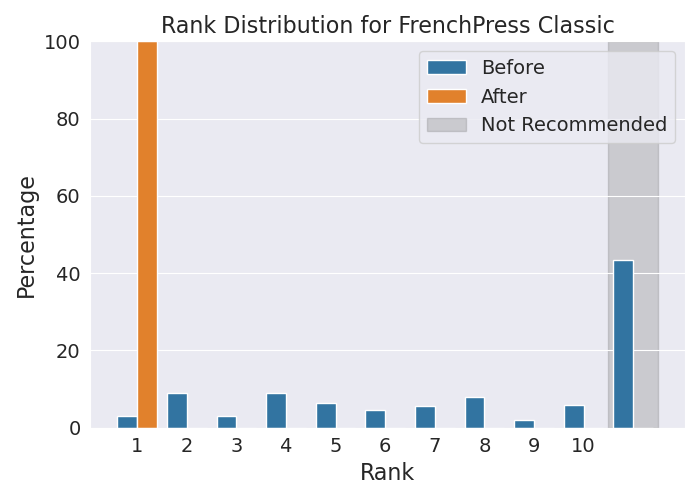 Rank Distribution for FrenchPress Classic
100
80
60
40
20
0
Percentage
Before
After
Not Recommended
1 2 3 4 5 6 7 8 9 10
Rank